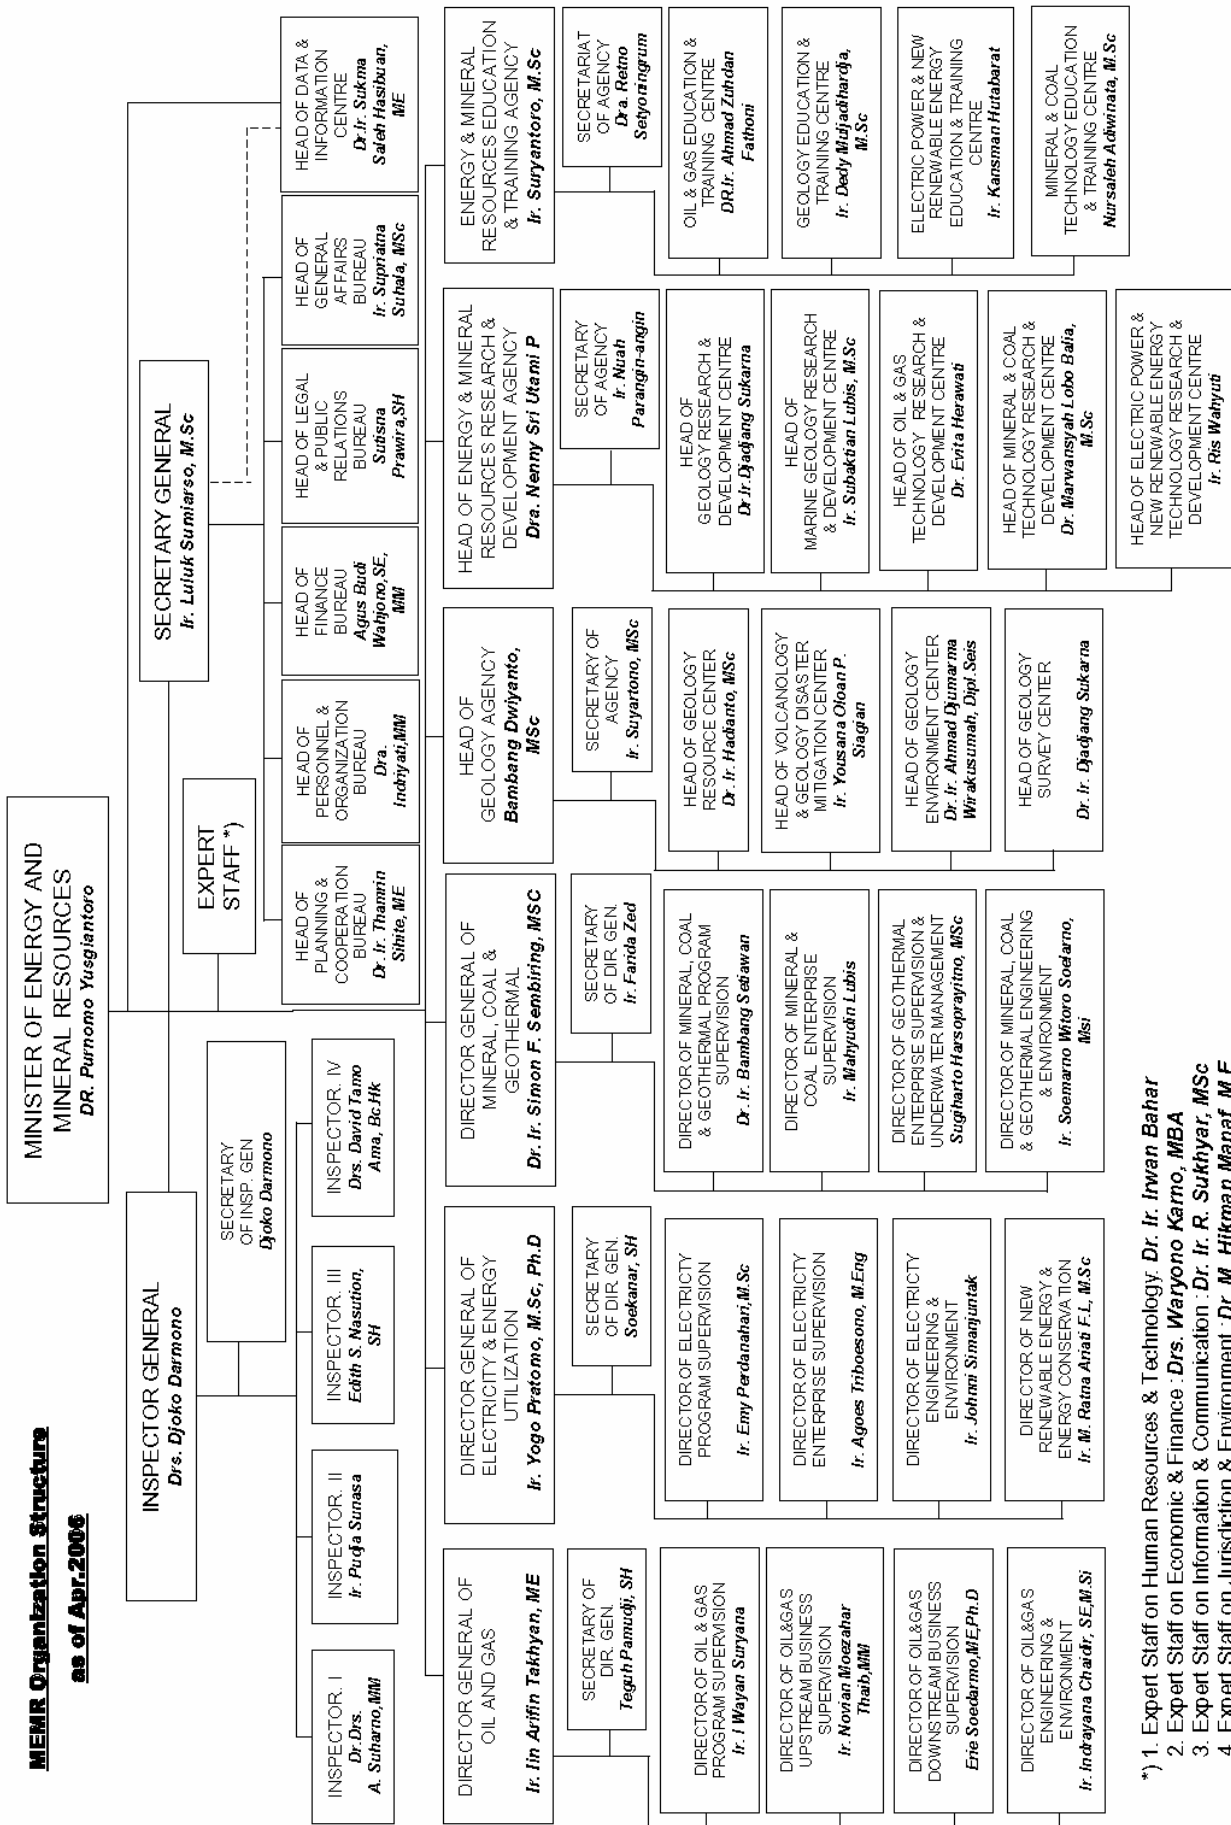 MEMR Organization Structure
as of Apr.2006
MINISTER OF ENERGY AND
MINERAL RESOURCES
DR. Purnomo Yusgiantoro
INSPECTOR GENERAL
Drs. Djoko Darmono
SECRETARY GENERAL
Ir. Luluk Sumiarso, M.Sc
EXPERT
STAFF *)
SECRETARY
OF INSP. GEN
Djoko Darmono
INSPECTOR. I
Dr.Drs.
A. Suharno,MM
INSPECTOR. II
Ir. Pudja Sunasa
INSPECTOR. III
Edith S. Nasution,
SH
INSPECTOR. IV
Drs. David Tamo
Ama, Bc.Hk
HEAD OF
PLANNING &
COOPERATION
BUREAU
Dr. Ir. Thamrin
Sihite, ME
HEAD OF
PERSONNEL &
ORGANIZATION
BUREAU
Dra.
Indriyati,MM
HEAD OF
FINANCE
BUREAU
Agus Budi
Wahjono,SE,
MM
HEAD OF LEGAL
& PUBLIC
RELATIONS
BUREAU
Sutisna
Prawira,SH
HEAD OF
GENERAL
AFFAIRS
BUREAU
Ir. Supriatna
Suhala, MSc
HEAD OF DATA &
INFORMATION
CENTRE
Dr.Ir. Sukma
Saleh Hasibuan,
ME
DIRECTOR GENERAL OF
OIL AND GAS
Ir. Iin Arifin Takhyan, ME
SECRETARY OF
DIR. GEN.
Teguh Pamudji, SH
DIRECTOR OF OIL & GAS
PROGRAM SUPERVISION
Ir. I Wayan Suryana
DIRECTOR OF OIL&GAS
UPSTREAM BUSINESS
SUPERVISION
Ir. Novian Moezahar
Thaib,MM
DIRECTOR OF OIL&GAS
DOWNSTREAM BUSINESS
SUPERVISION
Erie Soedarmo,ME,Ph.D
DIRECTOR OF OIL&GAS
ENGINEERING &
ENVIRONMENT
Ir. Indrayana Chaidir, SE,M.Si
DIRECTOR GENERAL OF
ELECTRICITY & ENERGY
UTILIZATION
Ir. Yogo Pratomo, M.Sc, Ph.D
SECRETARY
OF DIR. GEN.
Soekanar, SH
DIRECTOR OF ELECTRICTY
PROGRAM SUPERVISION
Ir. Emy Perdanahari,M.Sc
DIRECTOR OF ELECTRICTY
ENTERPRISE SUPERVISION
Ir. Agoes Triboesono, M.Eng
DIRECTOR OF ELECTRICTY
ENGINEERING &
ENVIRONMENT
Ir. Johnni Simanjuntak
DIRECTOR OF NEW
RENEWABLE ENERGY &
ENERGY CONSERVATION
Ir. M. Ratna Ariati F.L, M.Sc
DIRECTOR GENERAL OF
MINERAL, COAL &
GEOTHERMAL
Dr. Ir. Simon F. Sembiring, MSC
SECRETARY
OF DIR. GEN.
Ir. Farida Zed
DIRECTOR OF MINERAL, COAL
& GEOTHERMAL PROGRAM
SUPERVISION
Dr. Ir. Bambang Setiawan
DIRECTOR OF MINERAL &
COAL ENTERPRISE
SUPERVISION
Ir. Mahyudin Lubis
DIRECTOR OF GEOTHERMAL
ENTERPRISE SUPERVISION &
UNDERWATER MANAGEMENT
Sugiharto Harsoprayitno, MSc
DIRECTOR OF MINERAL, COAL
& GEOTHERMAL ENGINEERING
& ENVIRONMENT
Ir. Soemarno Witoro Soelarno,
Msi
HEAD OF
GEOLOGY AGENCY
Bambang Dwiyanto,
MSc
SECRETARY OF
AGENCY
Ir. Suyartono, MSc
HEAD OF GEOLOGY
RESOURCE CENTER
Dr. Ir. Hadianto, MSc
HEAD OF VOLCANOLOGY
& GEOLOGY DISASTER
MITIGATION CENTER
Ir. Yousana Oloan P.
Siagian
HEAD OF GEOLOGY
ENVIRONMENT CENTER
Dr. Ir. Ahmad Djumarma
Wirakusumah, Dipl.Seis
HEAD OF GEOLOGY
SURVEY CENTER
Dr. Ir. Djadjang Sukarna
HEAD OF ENERGY & MINERAL
RESOURCES RESEARCH &
DEVELOPMENT AGENCY
Dra. Nenny Sri Utami P
SECRETARY
OF AGENCY
Ir. Nuah
Parangin-angin
HEAD OF
GEOLOGY RESEARCH &
DEVELOPMENT CENTRE
Dr.Ir.Djadjang Sukarna
HEAD OF
MARINE GEOLOGY RESEARCH
& DEVELOPMENT CENTRE
Ir. Subaktian Lubis, M.Sc
HEAD OF OIL & GAS
TECHNOLOGY RESEARCH &
DEVELOPMENT CENTRE
Dr. Evita Herawati
HEAD OF MINERAL & COAL
TECHNOLOGY RESEARCH &
DEVELOPMENT CENTRE
Dr. Marwansyah Lobo Balia,
M.Sc
HEAD OF ELECTRIC POWER &
NEW RENEWABLE ENERGY
TECHNOLOGY RESEARCH &
DEVELOPMENT CENTRE
Ir. Ris Wahyuti
ENERGY & MINERAL
RESOURCES EDUCATION
& TRAINING AGENCY
Ir. Suryantoro, M.Sc
SECRETARIAT
OF AGENCY
Dra. Retno
Setyoningrum
OIL & GAS EDUCATION &
TRAINING CENTRE
DR.Ir. Ahmad Zuhdan
Fathoni
GEOLOGY EDUCATION &
TRAINING CENTRE
Ir. Dedy Muljadihardja,
M.Sc
ELECTRIC POWER & NEW
RENEWABLE ENERGY
EDUCATION & TRAINING
CENTRE
Ir. Kansman Hutabarat
MINERAL & COAL
TECHNOLOGY EDUCATION
& TRAINING CENTRE
Nursaleh Adiwinata, M.Sc
*) 1. Expert Staff on Human Resources & Technology. Dr. Ir. Irwan Bahar
2. Expert Staff on Economic & Finance : Drs. Waryono Karno, MBA
3. Expert Staff on Information & Communication : Dr. Ir. R. Sukhyar, MSc
4. Expert Staff on Jurisdiction & Environment : Dr. M. Hikman Manaf, M.E